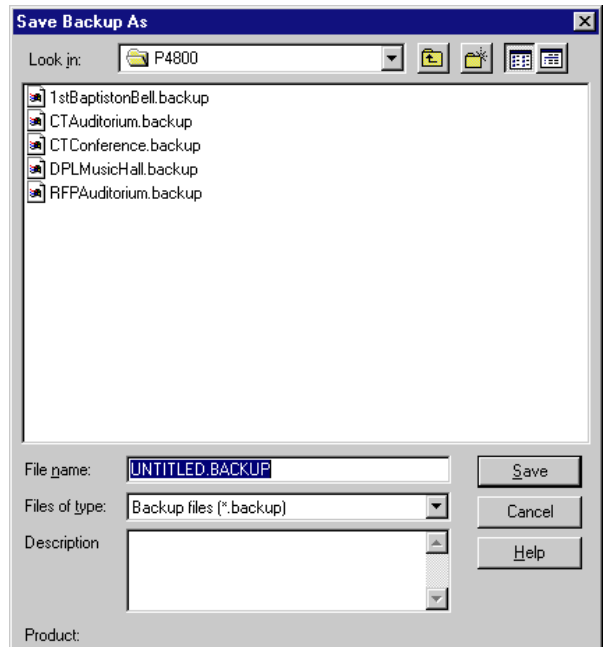 Save Backup As
Look in: P4800
1stBaptistonBell.backup
CTAuditorium.backup
CTConference.backup
DPLMusicHall.backup
RFPAuditorium.backup
File name: UNTITLED.BACKUP Save
Files of type: Backup files (*.backup) Cancel
Description Help
Product: